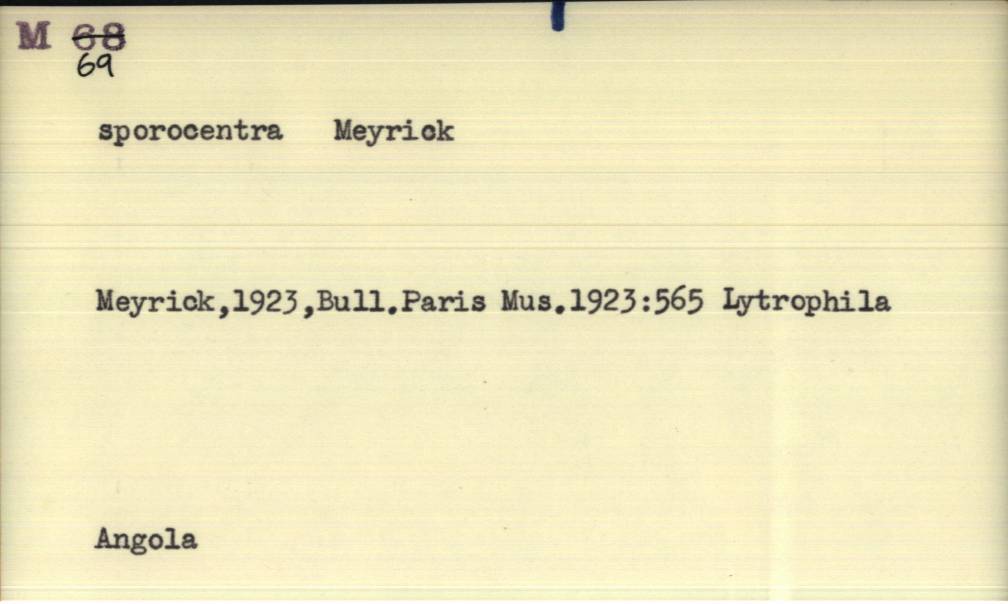 M 68
69
sporocentra Meyrick
Meyrick,1923,Bull.Paris Mus.1923:565 Lytrophila
Angola